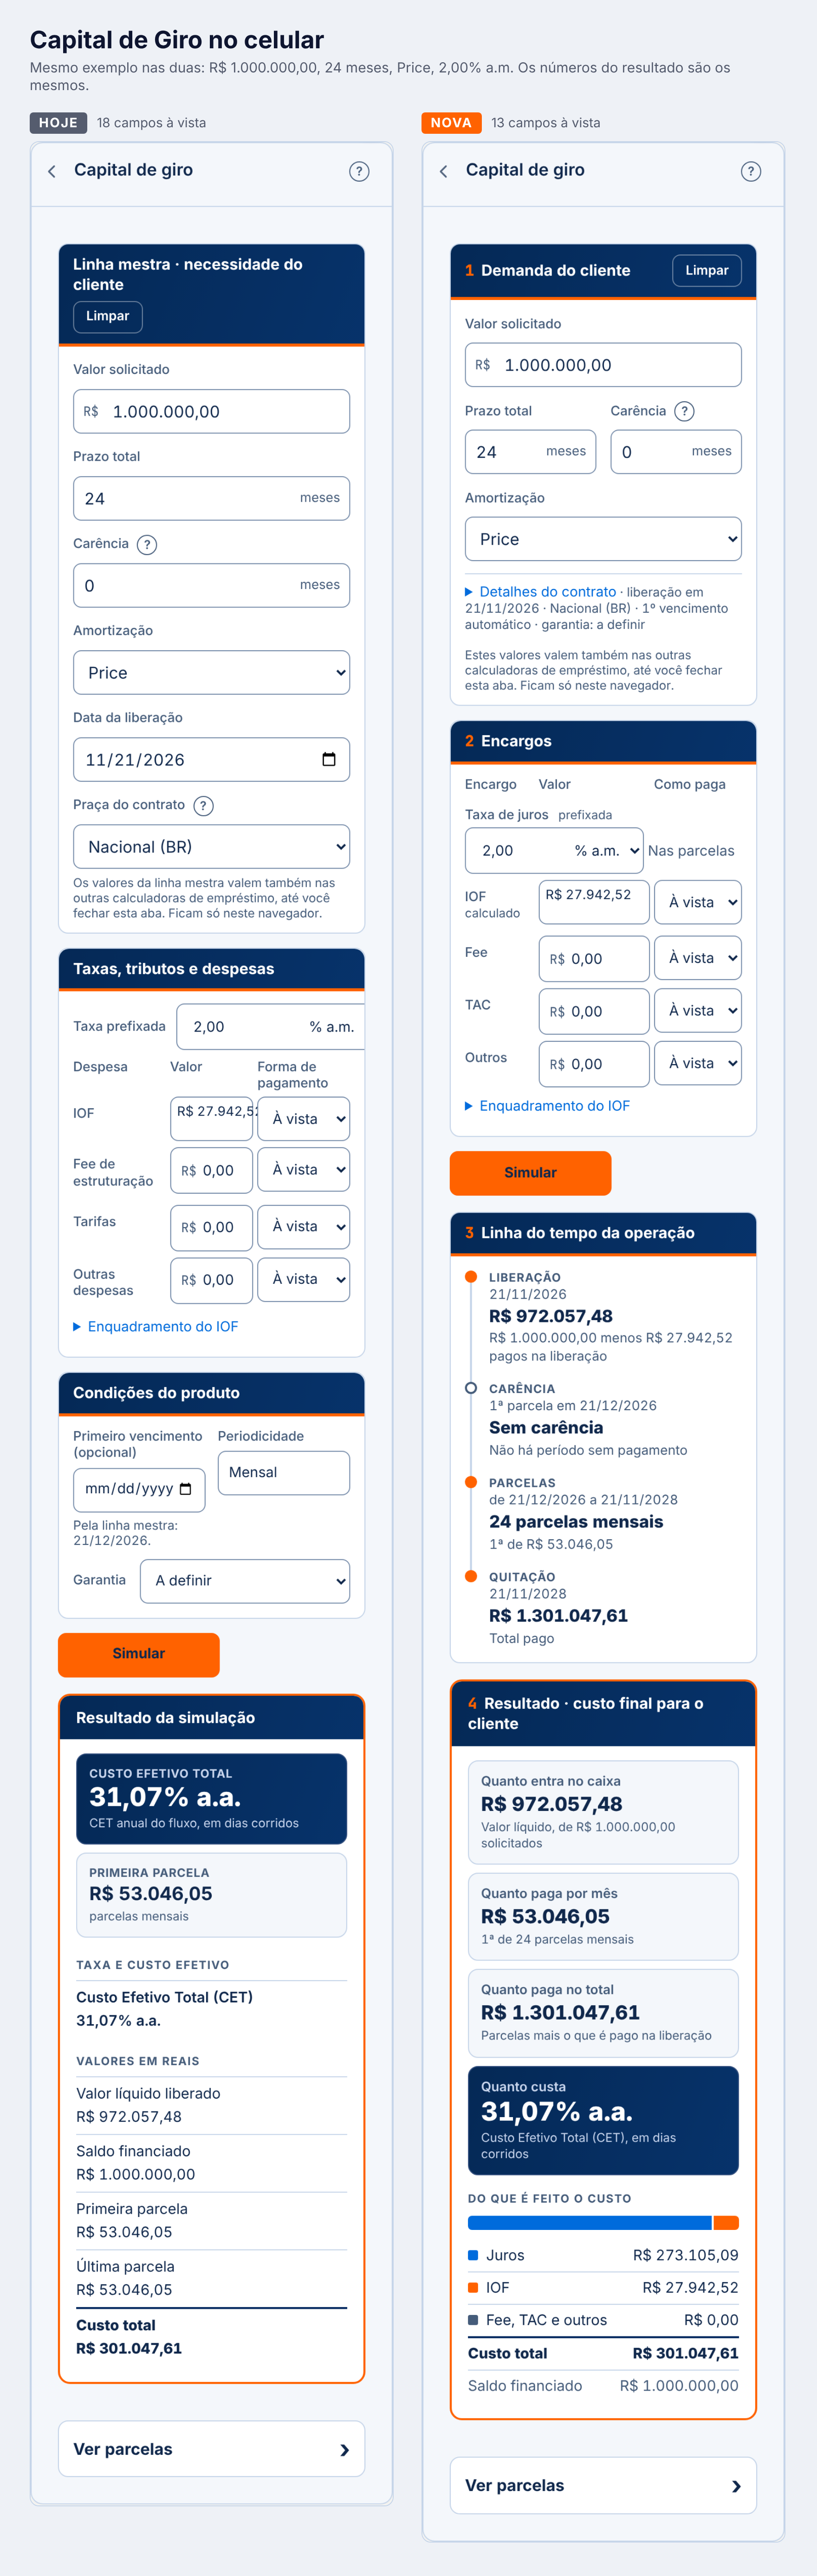 Capital de Giro no celular
Mesmo exemplo nas duas: R$ 1.000.000,00, 24 meses, Price, 2,00% a.m. Os números do resultado são os
mesmos.
HOJE 18 campos à vista
Capital de giro ?
Linha mestra · necessidade do
cliente
Limpar
Valor solicitado
R$ 1.000.000,00
Prazo total
24 meses
Carência ?
0 meses
Amortização
Price
Data da liberação
11/21/2026
Praça do contrato ?
Nacional (BR)
Os valores da linha mestra valem também nas
outras calculadoras de empréstimo, até você
fechar esta aba. Ficam só neste navegador.
Taxas, tributos e despesas
Taxa prefixada 2,00 % a.m.
Despesa Valor Forma de
pagamento
IOF R$ 27.942,52 À vista
Fee de
estruturação R$ 0,00 À vista
Tarifas R$ 0,00 À vista
Outras
despesas R$ 0,00 À vista
Enquadramento do IOF
Condições do produto
Primeiro vencimento
(opcional) Periodicidade
mm/dd/yyyy Mensal
Pela linha mestra:
21/12/2026.
Garantia A definir
Simular
Resultado da simulação
CUSTO EFETIVO TOTAL
31,07% a.a.
CET anual do fluxo, em dias corridos
PRIMEIRA PARCELA
R$ 53.046,05
parcelas mensais
TAXA E CUSTO EFETIVO
Custo Efetivo Total (CET)
31,07% a.a.
VALORES EM REAIS
Valor líquido liberado
R$ 972.057,48
Saldo financiado
R$ 1.000.000,00
Primeira parcela
R$ 53.046,05
Última parcela
R$ 53.046,05
Custo total
R$ 301.047,61
Ver parcelas
NOVA 13 campos à vista
Capital de giro ?
1 Demanda do cliente Limpar
Valor solicitado
R$ 1.000.000,00
Prazo total Carência ?
24 meses 0 meses
Amortização
Price
Detalhes do contrato · liberação em
21/11/2026 · Nacional (BR) · 1º vencimento
automático · garantia: a definir
Estes valores valem também nas outras
calculadoras de empréstimo, até você fechar
esta aba. Ficam só neste navegador.
2 Encargos
Encargo Valor Como paga
Taxa de juros prefixada
2,00 % a.m. Nas parcelas
IOF
calculado R$ 27.942,52 À vista
Fee R$ 0,00 À vista
TAC R$ 0,00 À vista
Outros R$ 0,00 À vista
Enquadramento do IOF
Simular
3 Linha do tempo da operação
LIBERAÇÃO
21/11/2026
R$ 972.057,48
R$ 1.000.000,00 menos R$ 27.942,52
pagos na liberação
CARÊNCIA
1ª parcela em 21/12/2026
Sem carência
Não há período sem pagamento
PARCELAS
de 21/12/2026 a 21/11/2028
24 parcelas mensais
1ª de R$ 53.046,05
QUITAÇÃO
21/11/2028
R$ 1.301.047,61
Total pago
4 Resultado · custo final para o
cliente
Quanto entra no caixa
R$ 972.057,48
Valor líquido, de R$ 1.000.000,00
solicitados
Quanto paga por mês
R$ 53.046,05
1ª de 24 parcelas mensais
Quanto paga no total
R$ 1.301.047,61
Parcelas mais o que é pago na liberação
Quanto custa
31,07% a.a.
Custo Efetivo Total (CET), em dias
corridos
DO QUE É FEITO O CUSTO
Juros R$ 273.105,09
IOF R$ 27.942,52
Fee, TAC e outros R$ 0,00
Custo total R$ 301.047,61
Saldo financiado R$ 1.000.000,00
Ver parcelas